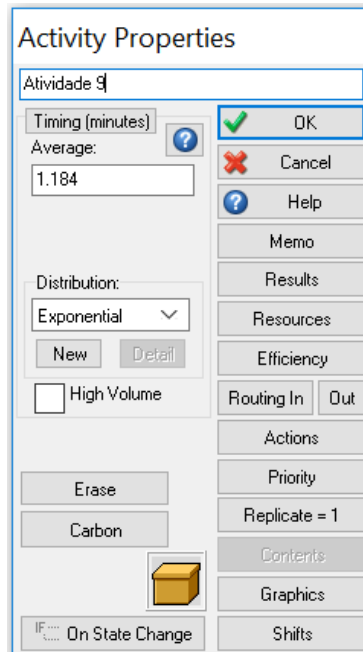 Activity Properties
Atividade 9
Timing (minutes)
Average:
1.184
Distribution:
Exponential
New
Detail
High Volume
Erase
Carbon
IF On State Change
OK
Cancel
Help
Memo
Results
Resources
Efficiency
Routing In
Out
Actions
Priority
Replicate = 1
Contents
Graphics
Shifts